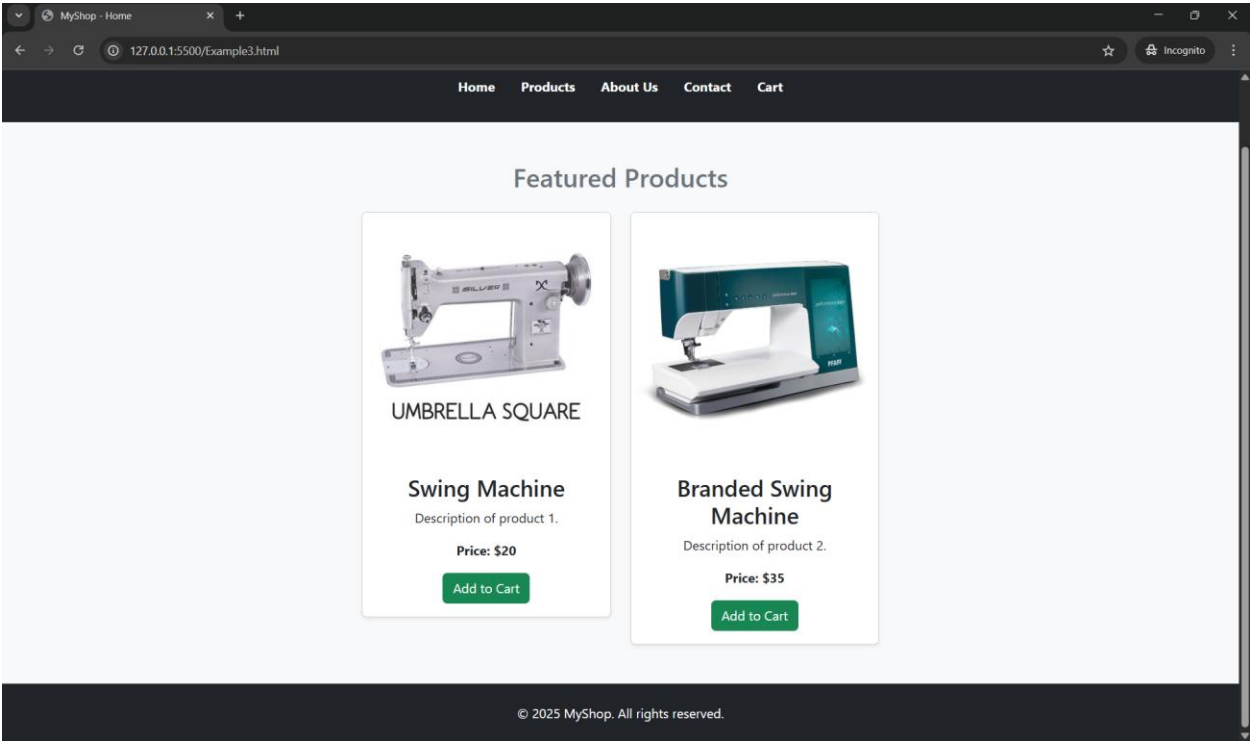 MyShop - Home
127.0.0.1:5500/Example3.html
Incognito
Home Products About Us Contact Cart
Featured Products
SILVER
UMBRELLA SQUARE
PFAFF
Swing Machine
Description of product 1.
Price: $20
Add to Cart
Branded Swing
Machine
Description of product 2.
Price: $35
Add to Cart
© 2025 MyShop. All rights reserved.